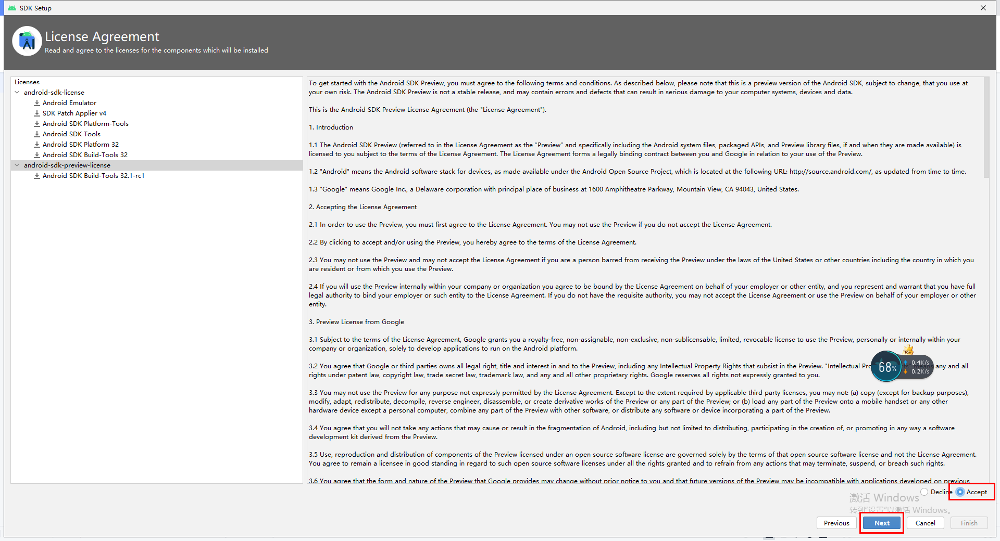 SDK Setup
License Agreement
Read and agree to the licenses for the components which will be installed
Licenses
android-sdk-license
Android Emulator
SDK Patch Applier v4
Android SDK Platform-Tools
Android SDK Tools
Android SDK Platform 32
Android SDK Build-Tools 32
android-sdk-preview-license
Android SDK Build-Tools 32.1-rc1
To get started with the Android SDK Preview, you must agree to the following terms and conditions. As described below, please note that this is a preview version of the Android SDK, subject to change, that you use at
your own risk. The Android SDK Preview is not a stable release, and may contain errors and defects that can result in serious damage to your computer systems, devices and data.
This is the Android SDK Preview License Agreement (the "License Agreement").
1. Introduction
1.1 The Android SDK Preview (referred to in the License Agreement as the “Preview” and specifically including the Android system files, packaged APIs, and Preview library files, if and when they are made available) is
licensed to you subject to the terms of the License Agreement. The License Agreement forms a legally binding contract between you and Google in relation to your use of the Preview.
1.2 "Android" means the Android software stack for devices, as made available under the Android Open Source Project, which is located at the following URL: http://source.android.com/, as updated from time to time.
1.3 "Google" means Google Inc., a Delaware corporation with principal place of business at 1600 Amphitheatre Parkway, Mountain View, CA 94043, United States.
2. Accepting the License Agreement
2.1 In order to use the Preview, you must first agree to the License Agreement. You may not use the Preview if you do not accept the License Agreement.
2.2 By clicking to accept and/or using the Preview, you hereby agree to the terms of the License Agreement.
2.3 You may not use the Preview and may not accept the License Agreement if you are a person barred from receiving the Preview under the laws of the United States or other countries including the country in which you
are resident or from which you use the Preview.
2.4 If you will use the Preview internally within your company or organization you agree to be bound by the License Agreement on behalf of your employer or other entity, and you represent and warrant that you have full
legal authority to bind your employer or such entity to the License Agreement. If you do not have the requisite authority, you may not accept the License Agreement or use the Preview on behalf of your employer or other
entity.
3. Preview License from Google
3.1 Subject to the terms of the License Agreement, Google grants you a royalty-free, non-assignable, non-exclusive, non-sublicensable, limited, revocable license to use the Preview, personally or internally within your
company or organization, solely to develop applications to run on the Android platform.
3.2 You agree that Google or third parties owns all legal right, title and interest in and to the Preview, including any Intellectual Property Rights that subsist in the Preview. "Intellectual Pro any and all
rights under patent law, copyright law, trade secret law, trademark law, and any and all other proprietary rights. Google reserves all rights not expressly granted to you.
VIP
68%
0.4K/s
0.2K/s
3.3 You may not use the Preview for any purpose not expressly permitted by the License Agreement. Except to the extent required by applicable third party licenses, you may not: (a) copy (except for backup purposes),
modify, adapt, redistribute, decompile, reverse engineer, disassemble, or create derivative works of the Preview or any part of the Preview; or (b) load any part of the Preview onto a mobile handset or any other
hardware device except a personal computer, combine any part of the Preview with other software, or distribute any software or device incorporating a part of the Preview.
3.4 You agree that you will not take any actions that may cause or result in the fragmentation of Android, including but not limited to distributing, participating in the creation of, or promoting in any way a software
development kit derived from the Preview.
3.5 Use, reproduction and distribution of components of the Preview licensed under an open source software license are governed solely by the terms of that open source software license and not the License Agreement.
You agree to remain a licensee in good standing in regard to such open source software licenses under all the rights granted and to refrain from any actions that may terminate, suspend, or breach such rights.
3.6 You agree that the form and nature of the Preview that Google provides may change without prior notice to you and that future versions of the Preview may be incompatible with applications developed on previous
Decline
Accept
激活 Windows
转到"设置"以激活 Windows。
Previous
Next
Cancel
Finish